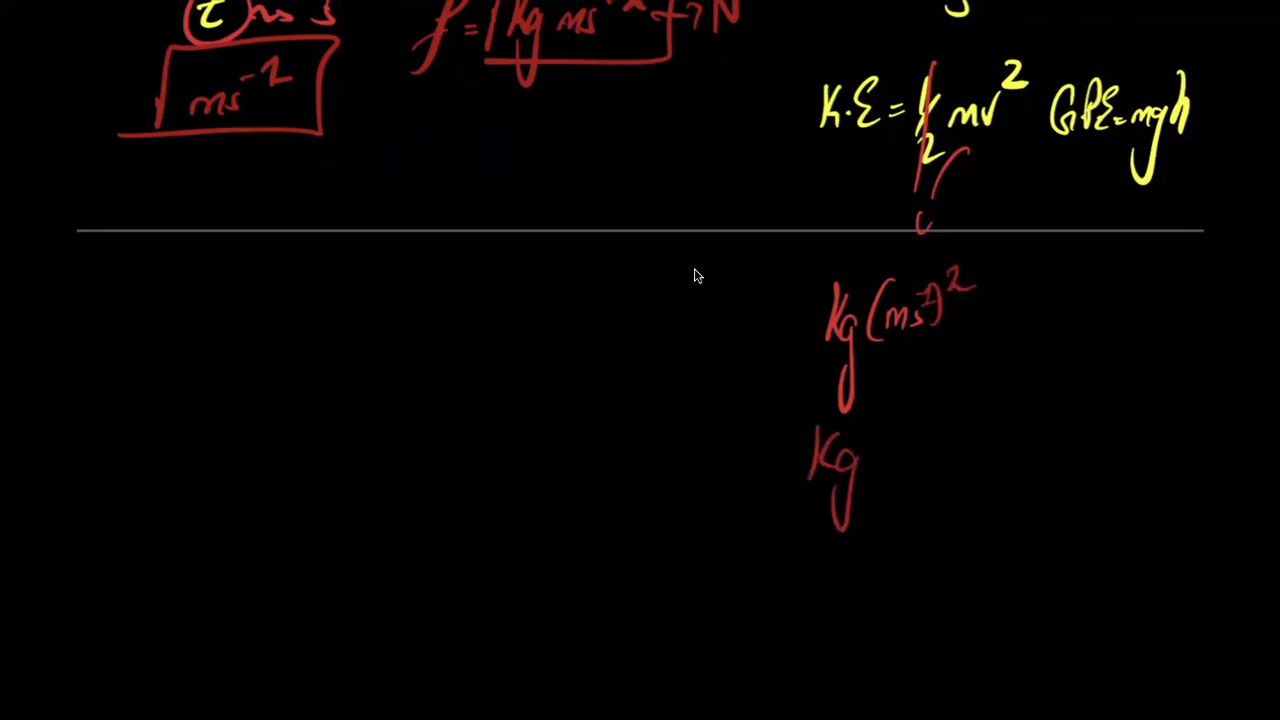 t → s
f = 1 kg ms⁻² → N
ms⁻²
K.E = 1/2 mv² GPE = mgh
kg (ms⁻¹)²
kg